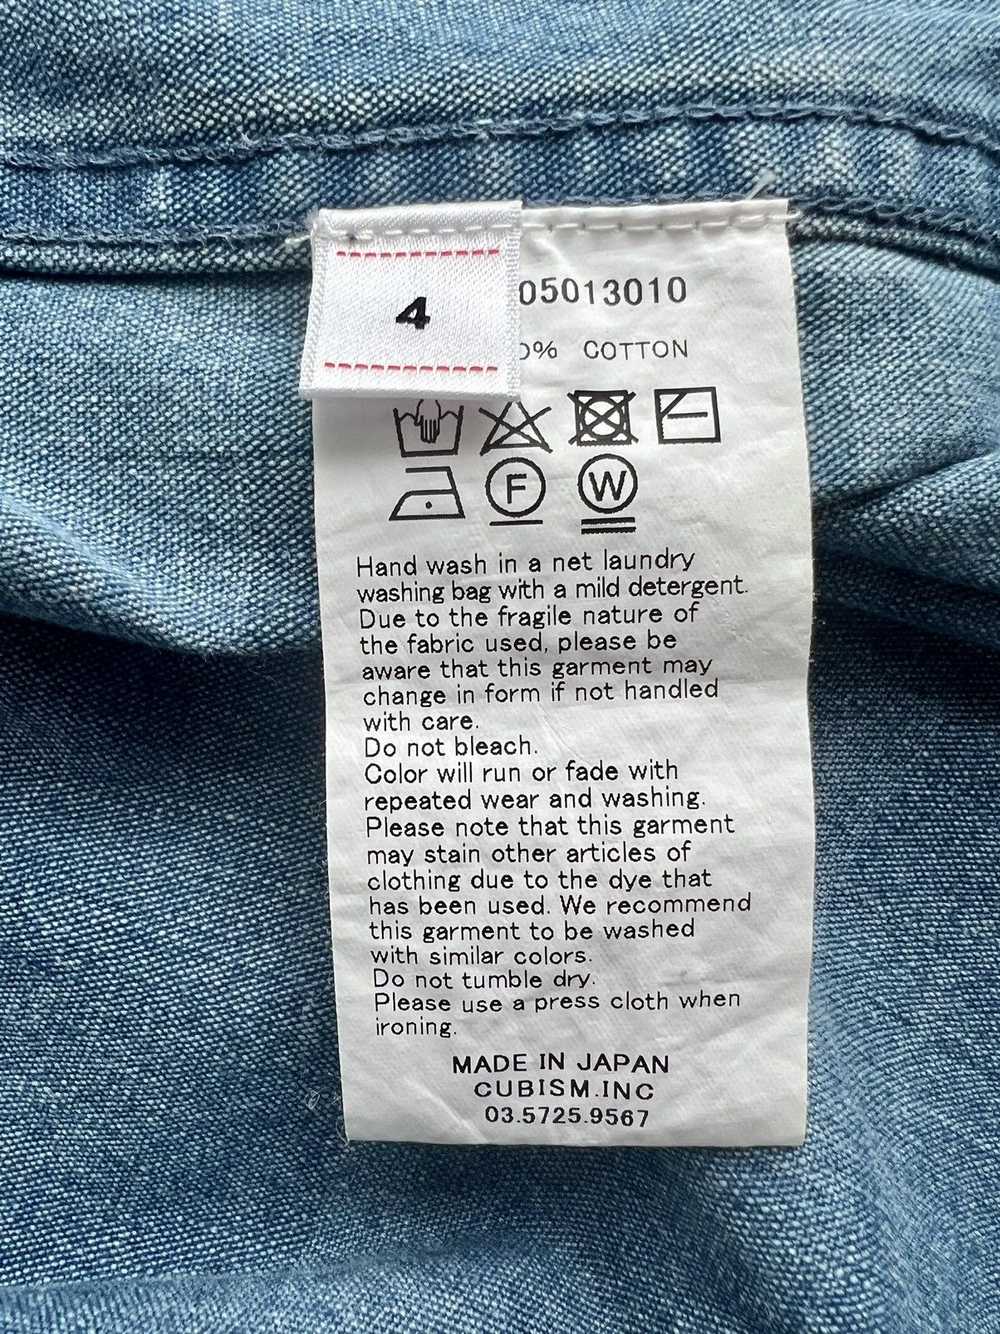 4
05013010
% COTTON
F W
Hand wash in a net laundry
washing bag with a mild detergent.
Due to the fragile nature of
the fabric used, please be
aware that this garment may
change in form if not handled
with care.
Do not bleach.
Color will run or fade with
repeated wear and washing.
Please note that this garment
may stain other articles of
clothing due to the dye that
has been used. We recommend
this garment to be washed
with similar colors.
Do not tumble dry.
Please use a press cloth when
ironing.
MADE IN JAPAN
CUBISM.INC
03.5725.9567